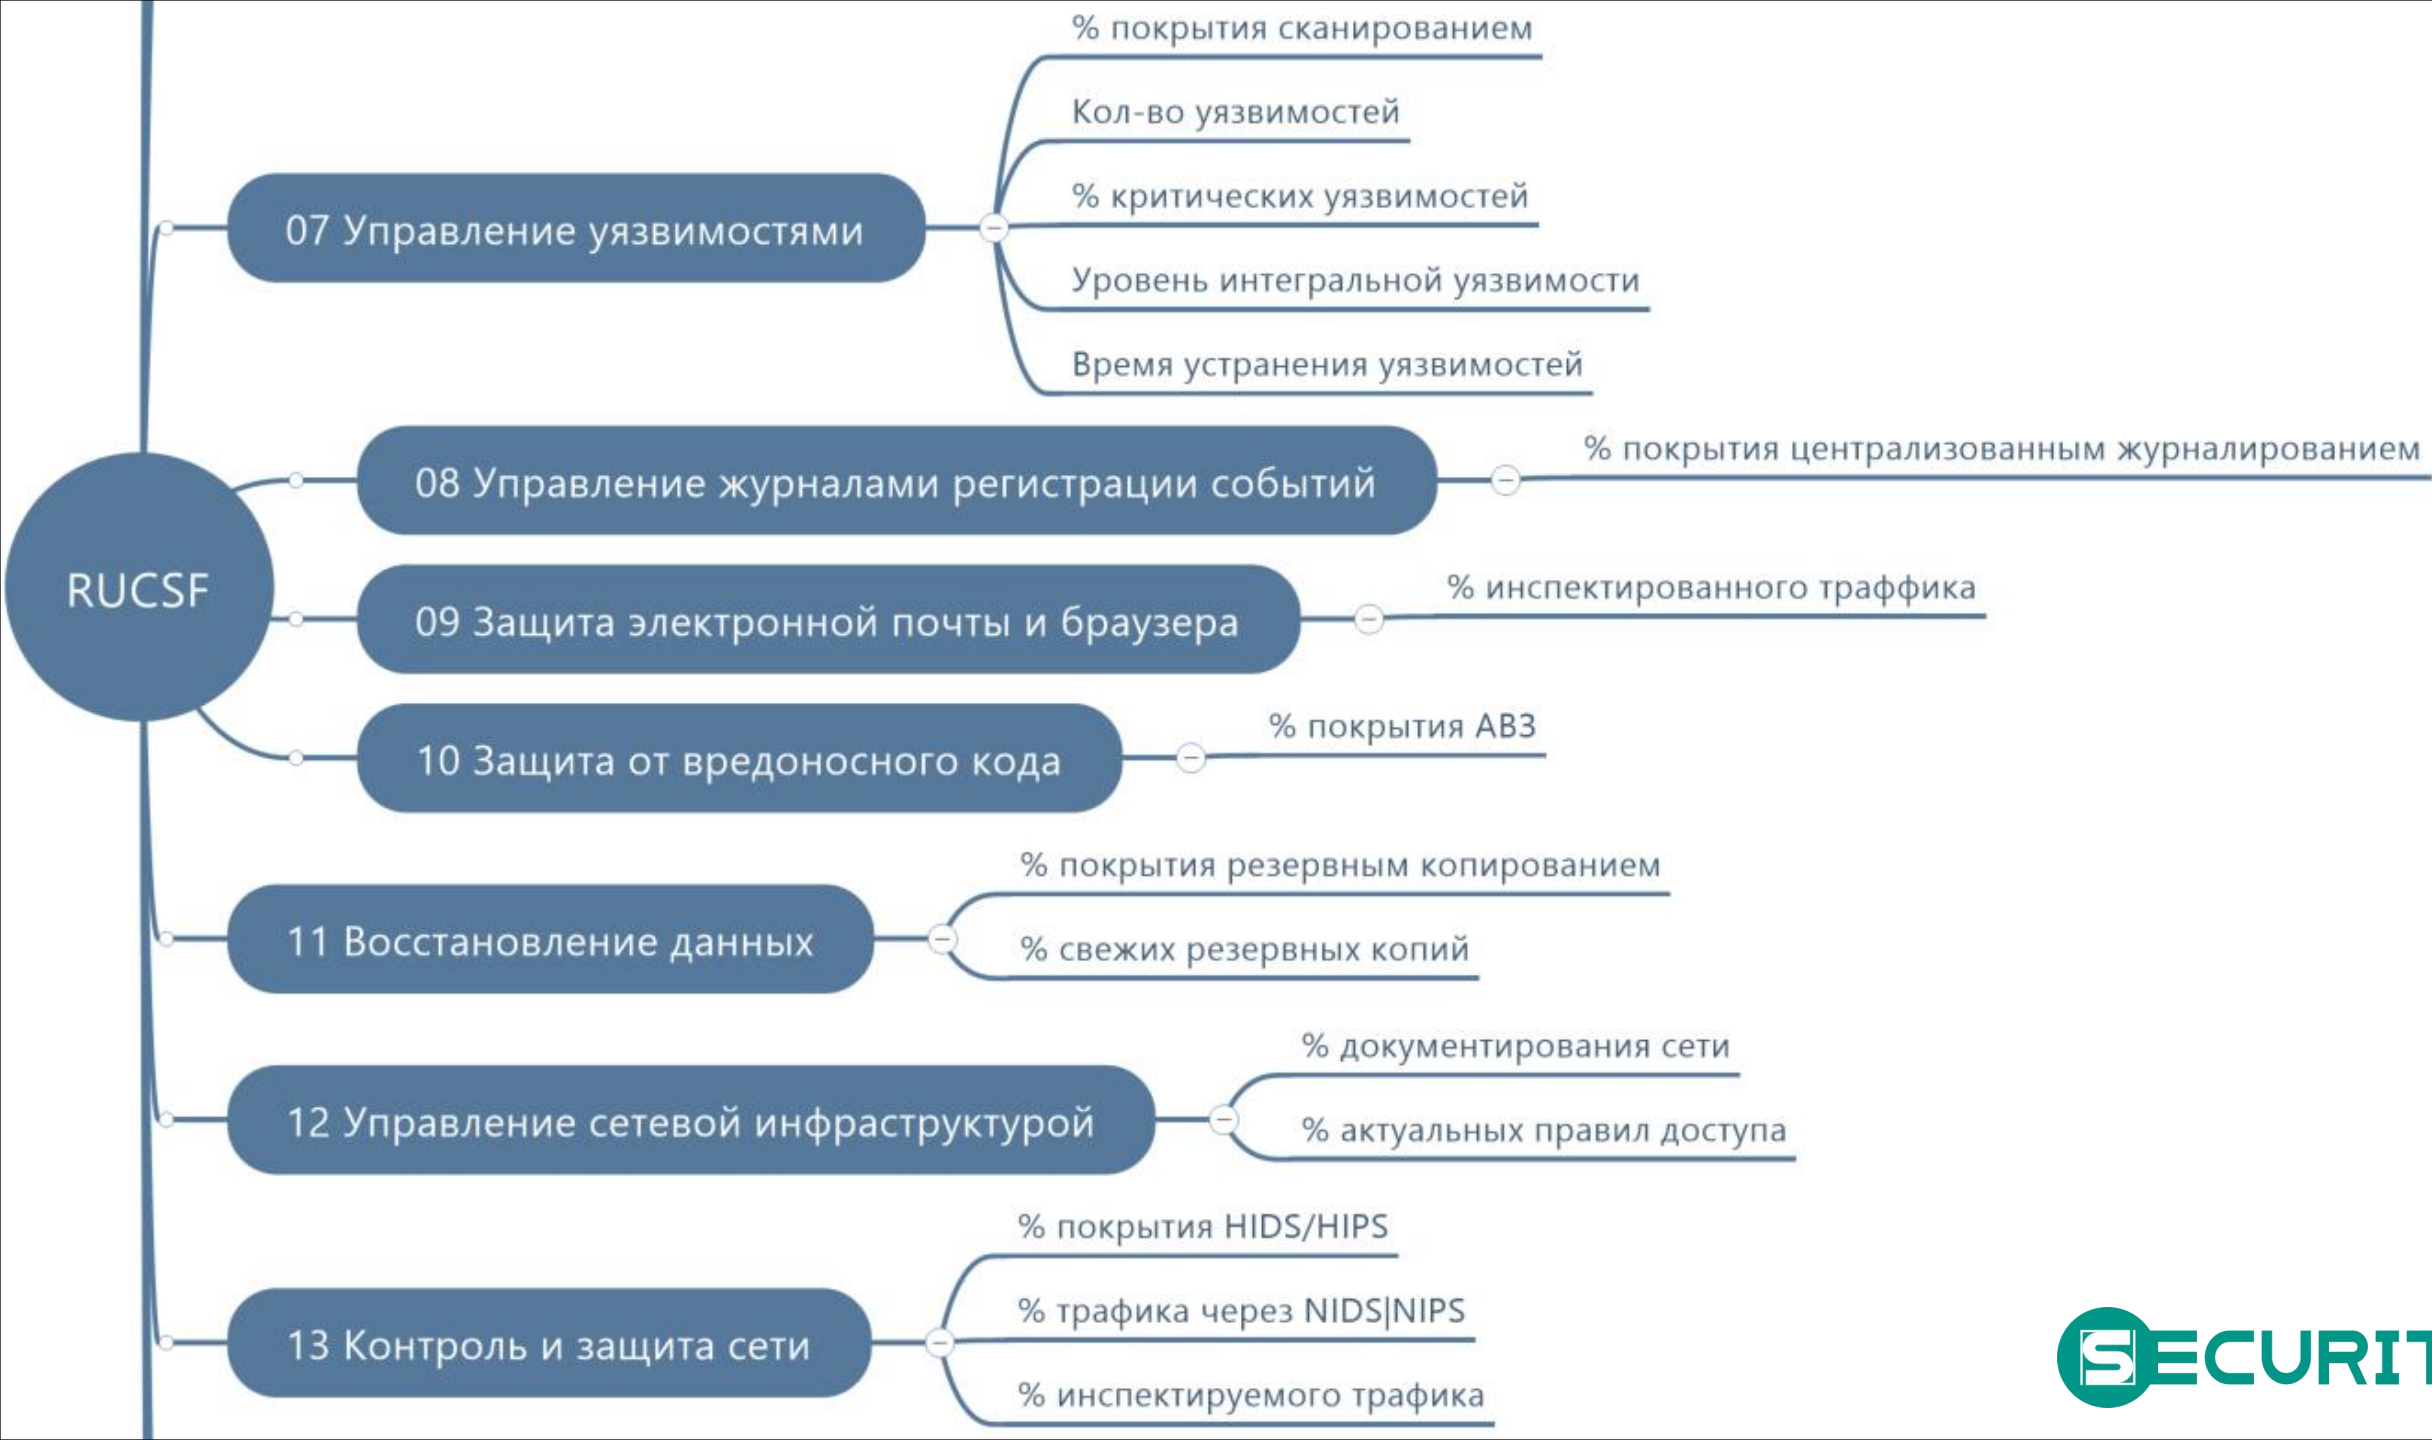 % покрытия сканированием
Кол-во уязвимостей
% критических уязвимостей
07 Управление уязвимостями
Уровень интегральной уязвимости
Время устранения уязвимостей
% покрытия централизованным журналированием
08 Управление журналами регистрации событий
RUCSF
% инспектированного траффика
09 Защита электронной почты и браузера
% покрытия АВЗ
10 Защита от вредоносного кода
% покрытия резервным копированием
11 Восстановление данных
% свежих резервных копий
% документирования сети
12 Управление сетевой инфраструктурой
% актуальных правил доступа
% покрытия HIDS/HIPS
% трафика через NIDS|NIPS
13 Контроль и защита сети
% инспектируемого трафика
SECURIT